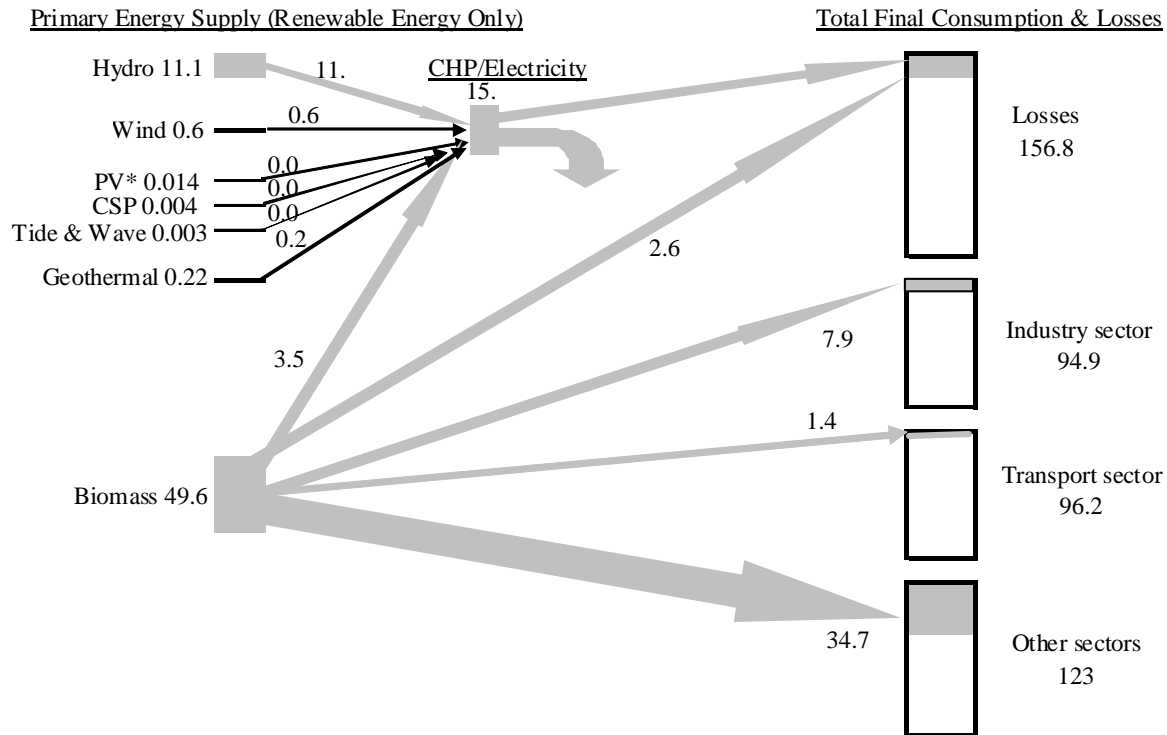 Primary Energy Supply (Renewable Energy Only)
Total Final Consumption & Losses
Hydro 11.1
11.
CHP/Electricity
15.
Wind 0.6
0.6
PV* 0.014
0.0
CSP 0.004
0.0
Tide & Wave 0.003
0.0
Geothermal 0.22
0.2
Losses
156.8
2.6
3.5
7.9
Industry sector
94.9
1.4
Biomass 49.6
Transport sector
96.2
34.7
Other sectors
123